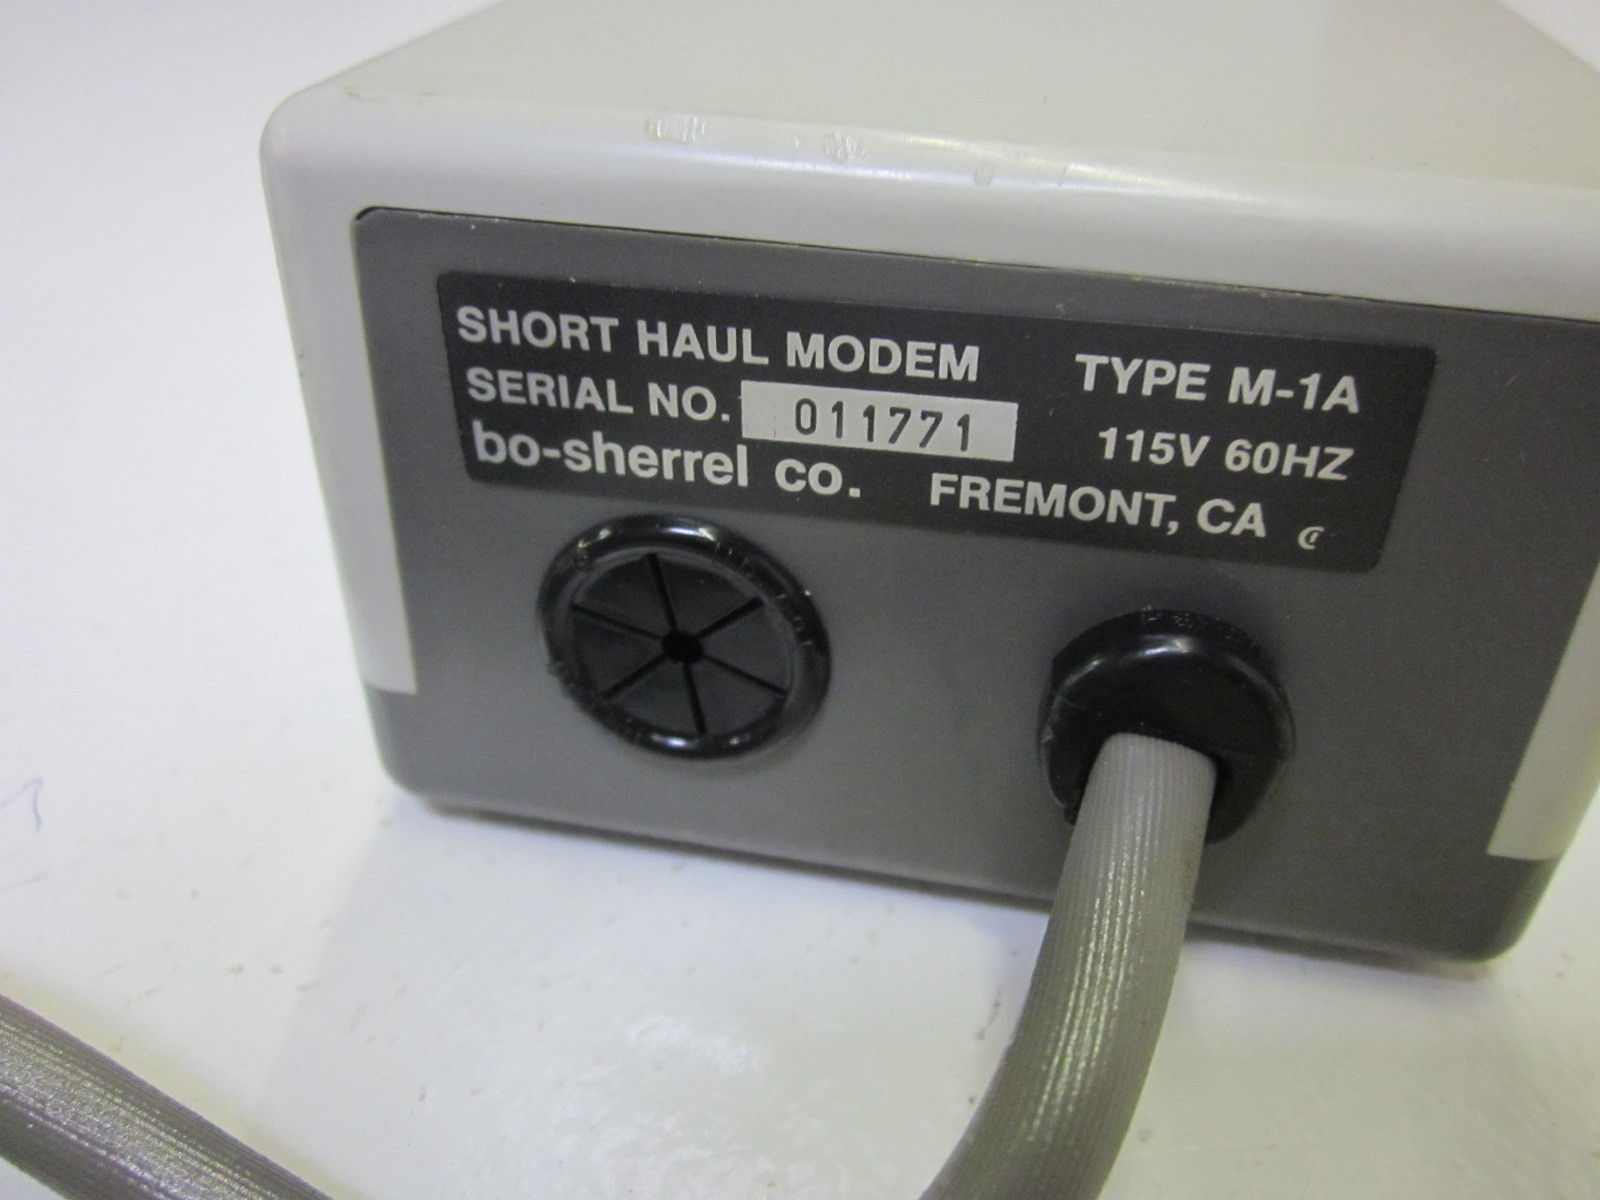 SHORT HAUL MODEM TYPE M-1A
SERIAL NO. 011771 115V 60HZ
bo-sherrel co. FREMONT, CA